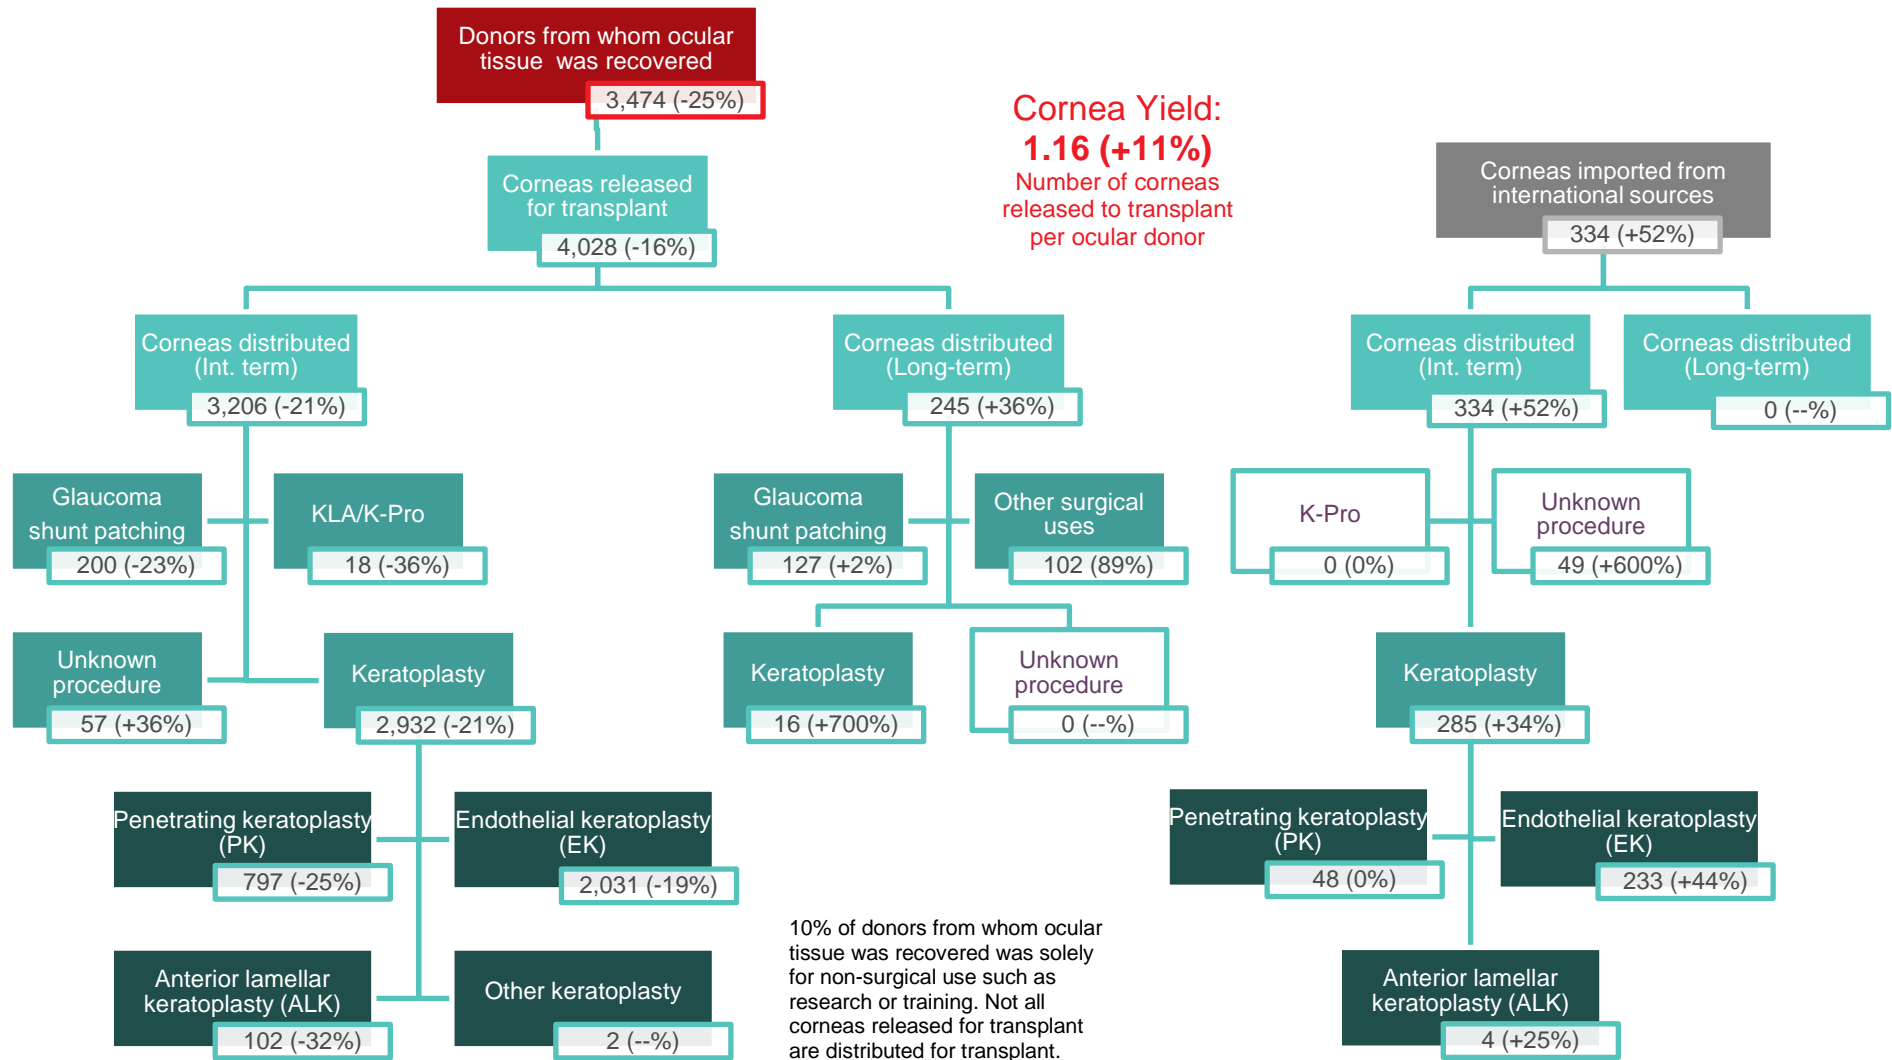 Donors from whom ocular
tissue  was recovered
3,474 (-25%)
Cornea Yield:
1.16 (+11%)
Number of corneas
released to transplant
per ocular donor
Corneas released
for transplant
4,028 (-16%)
Corneas imported from
international sources
334 (+52%)
Corneas distributed
(Int. term)
3,206 (-21%)
Corneas distributed
(Long-term)
245 (+36%)
Corneas distributed
(Int. term)
334 (+52%)
Corneas distributed
(Long-term)
0 (--%)
Glaucoma
shunt patching
200 (-23%)
KLA/K-Pro
18 (-36%)
Glaucoma
shunt patching
127 (+2%)
Other surgical
uses
102 (89%)
K-Pro
0 (0%)
Unknown
procedure
49 (+600%)
Unknown
procedure
57 (+36%)
Keratoplasty
2,932 (-21%)
Keratoplasty
16 (+700%)
Unknown
procedure
0 (--%)
Keratoplasty
285 (+34%)
Penetrating keratoplasty
(PK)
797 (-25%)
Endothelial keratoplasty
(EK)
2,031 (-19%)
Penetrating keratoplasty
(PK)
48 (0%)
Endothelial keratoplasty
(EK)
233 (+44%)
Anterior lamellar
keratoplasty (ALK)
102 (-32%)
Other keratoplasty
2 (--%)
10% of donors from whom ocular
tissue was recovered was solely
for non-surgical use such as
research or training. Not all
corneas released for transplant
are distributed for transplant.
Anterior lamellar
keratoplasty (ALK)
4 (+25%)